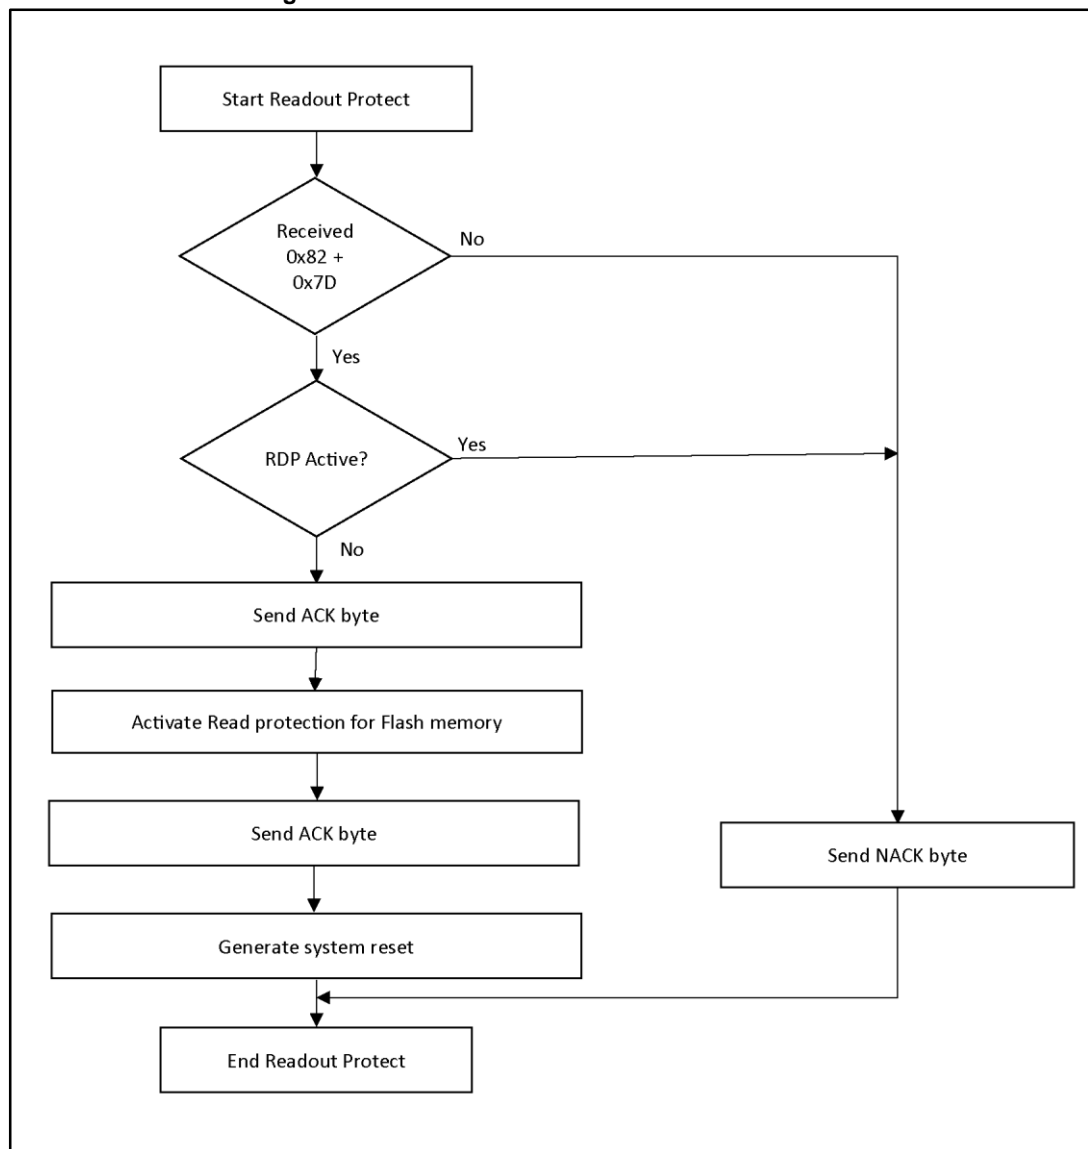 Start Readout Protect
Received
0x82 +
0x7D
No
Yes
RDP Active?
Yes
No
Send ACK byte
Activate Read protection for Flash memory
Send ACK byte
Send NACK byte
Generate system reset
End Readout Protect